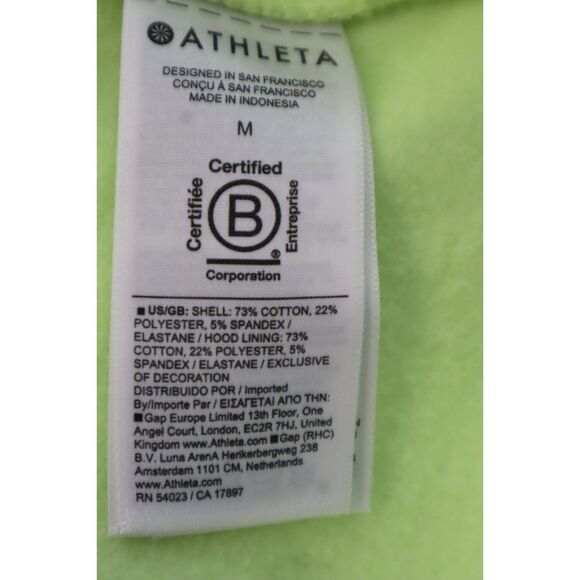 ATHLETA
DESIGNED IN SAN FRANCISCO
CONÇU À SAN FRANCISCO
MADE IN INDONESIA
M
Certified
Certifiée
B
Entreprise
®
Corporation
■ US/GB: SHELL: 73% COTTON, 22%
POLYESTER, 5% SPANDEX /
ELASTANE / HOOD LINING: 73%
COTTON, 22% POLYESTER, 5%
SPANDEX / ELASTANE / EXCLUSIVE
OF DECORATION
DISTRIBUIDO POR / Imported
By/Importe Par / ΕΙΣΑΓΕΤΑΙ ΑΠΟ ΤΗΝ:
■Gap Europe Limited 13th Floor, One
Angel Court, London, EC2R 7HJ, United
Kingdom www.Athleta.com ■Gap (RHC)
B.V. Luna ArenA Herikerbergweg 238
Amsterdam 1101 CM, Netherlands
www.Athleta.com
RN 54023 / CA 17897